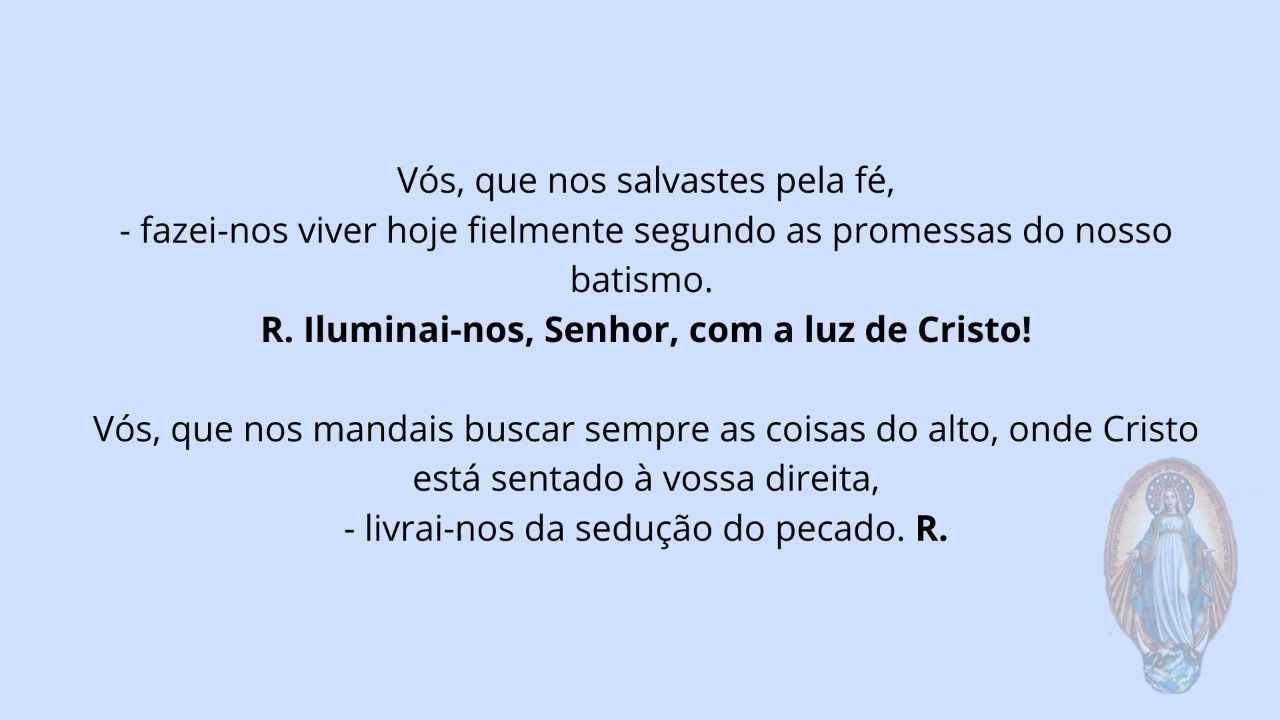 Vós, que nos salvastes pela fé,
- fazei-nos viver hoje fielmente segundo as promessas do nosso
batismo.
R. Iluminai-nos, Senhor, com a luz de Cristo!
Vós, que nos mandais buscar sempre as coisas do alto, onde Cristo
está sentado à vossa direita,
- livrai-nos da sedução do pecado. R.